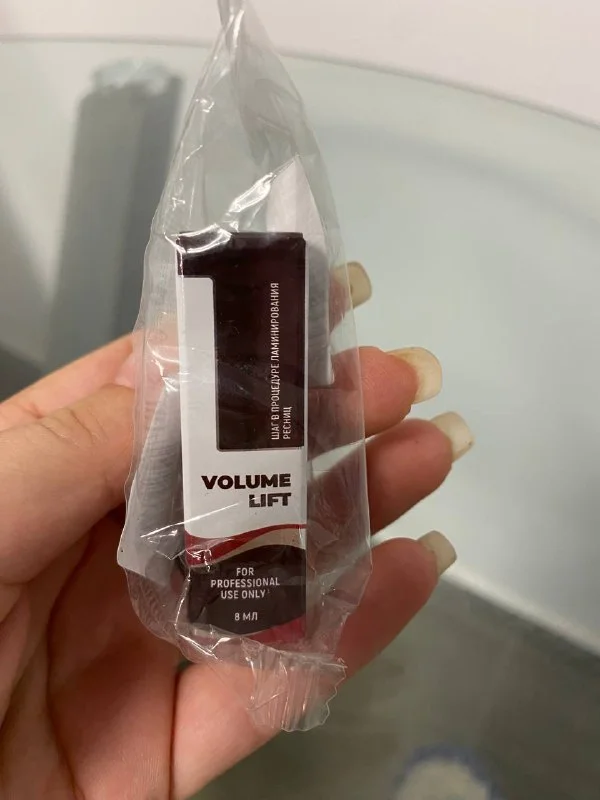 1
ШАГ В ПРОЦЕДУРЕ ЛАМИНИРОВАНИЯ
РЕСНИЦ
VOLUME
LIFT
FOR
PROFESSIONAL
USE ONLY
8 МЛ